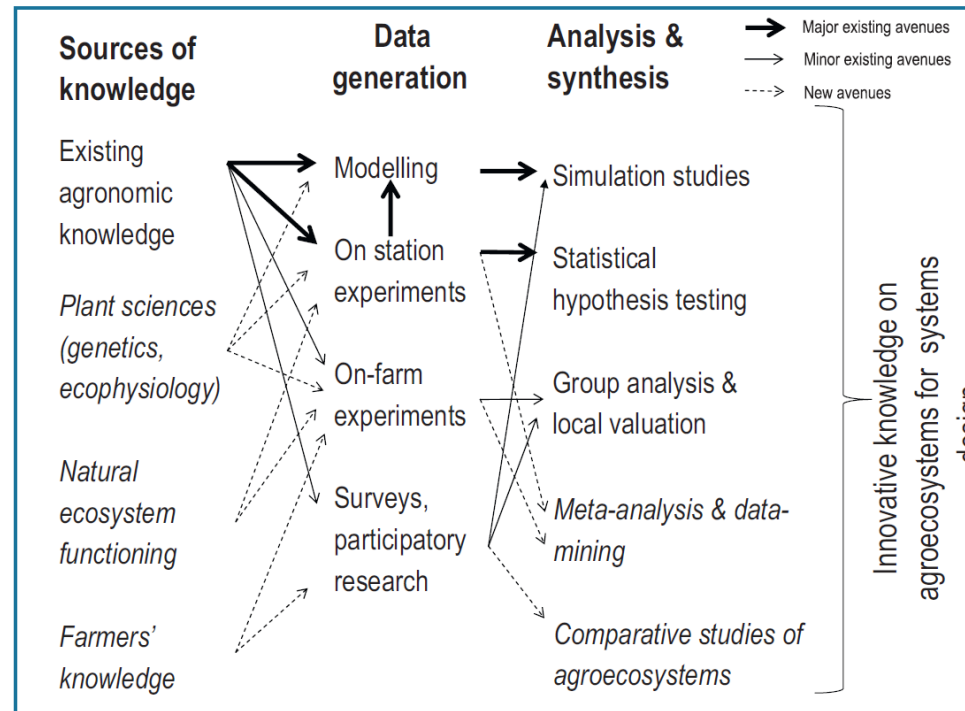 Sources of
knowledge
Data
generation
Analysis &
synthesis
Major existing avenues
Minor existing avenues
New avenues
Existing
agronomic
knowledge
Plant sciences
(genetics,
ecophysiology)
Natural
ecosystem
functioning
Farmers'
knowledge
Modelling
On station
experiments
On-farm
experiments
Surveys,
participatory
research
Simulation studies
Statistical
hypothesis testing
Group analysis &
local valuation
Meta-analysis & data-
mining
Comparative studies of
agroecosystems
Innovative knowledge on
agroecosystems for systems
design